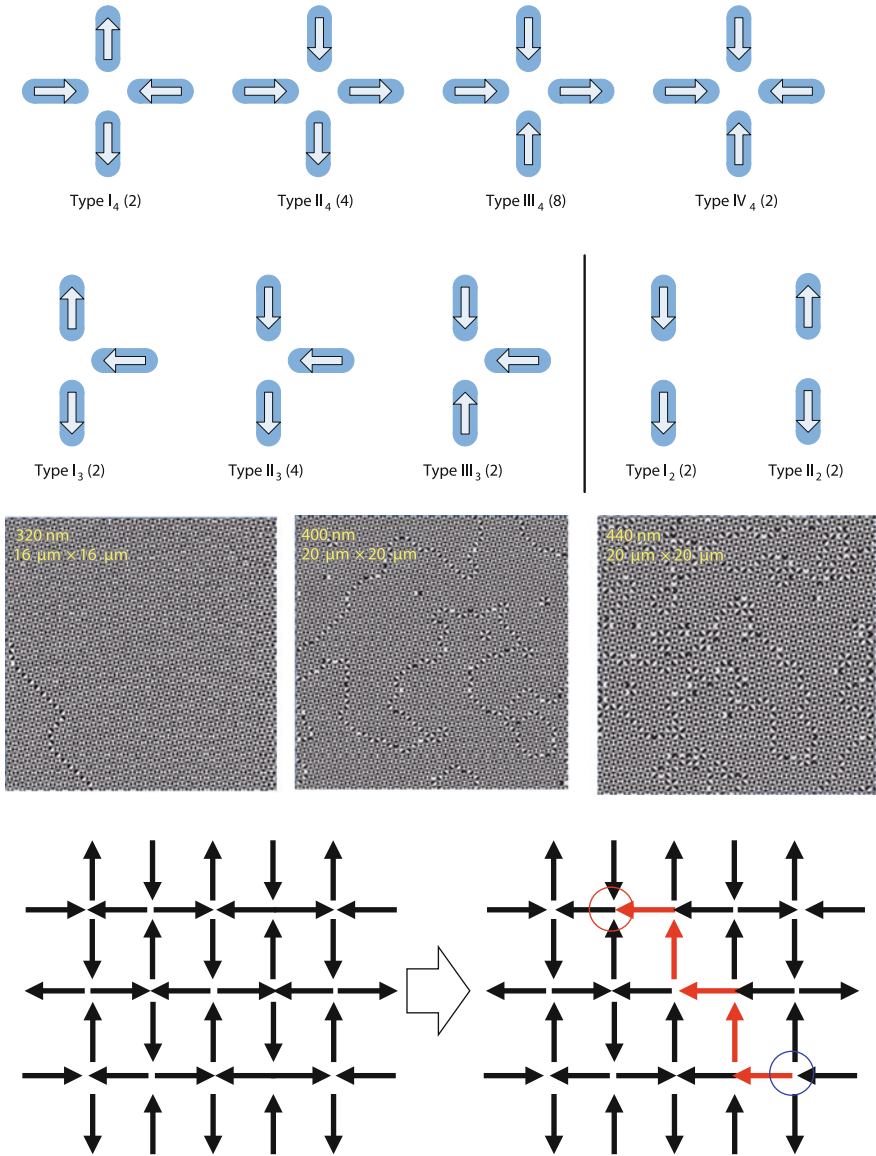 Type I4 (2)
Type II4 (4)
Type III4 (8)
Type IV4 (2)
Type I3 (2)
Type II3 (4)
Type III3 (2)
Type I2 (2)
Type II2 (2)
320 nm
16 μm × 16 μm
400 nm
20 μm × 20 μm
440 nm
20 μm × 20 μm